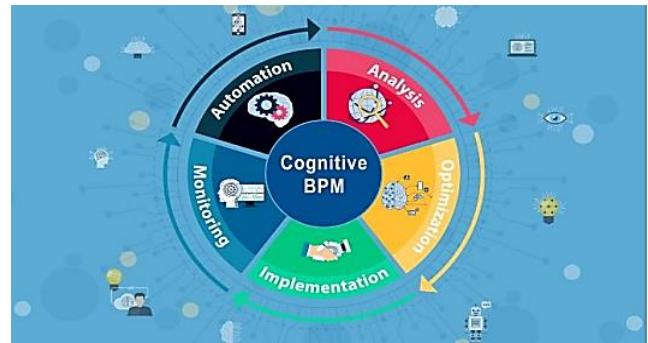 Cognitive
BPM
Automation
Analysis
Optimization
Implementation
Monitoring